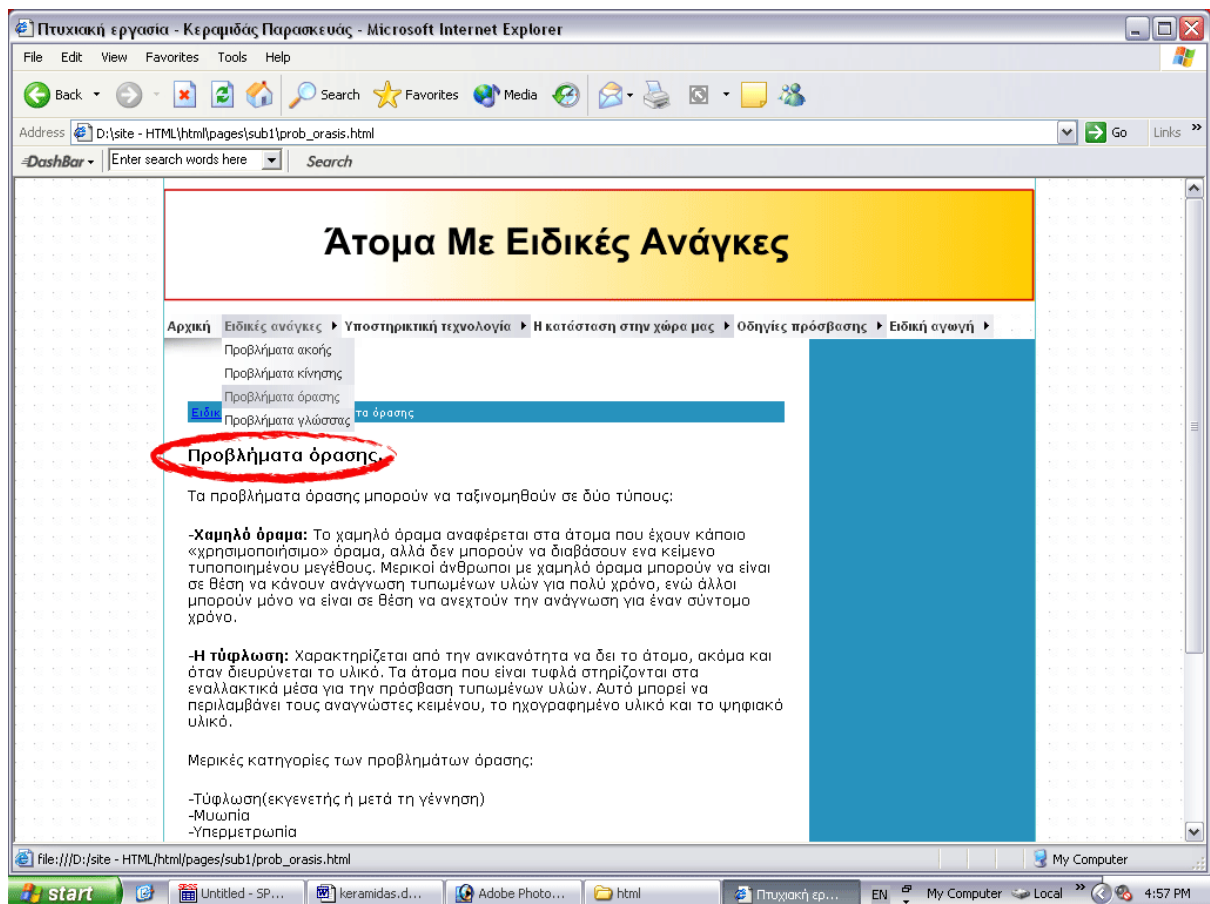 Πτυχιακή εργασία - Κεραμιδάς Παρασκευάς - Microsoft Internet Explorer
File Edit View Favorites Tools Help
Back Search Favorites Media
Address D:\site - HTML\html\pages\sub1\prob_orasis.html Go Links »
DashBar Enter search words here Search
Άτομα Με Ειδικές Ανάγκες
Αρχική Ειδικές ανάγκες Υποστηρικτική τεχνολογία Η κατάσταση στην χώρα μας Οδηγίες πρόσβασης Ειδική αγωγή
Προβλήματα ακοής
Προβλήματα κίνησης
Προβλήματα όρασης
Ειδικ τα όρασης
Προβλήματα γλώσσας
Προβλήματα όρασης.
Τα προβλήματα όρασης μπορούν να ταξινομηθούν σε δύο τύπους:
-Χαμηλό όραμα: Το χαμηλό όραμα αναφέρεται στα άτομα που έχουν κάποιο
«χρησιμοποιήσιμο» όραμα, αλλά δεν μπορούν να διαβάσουν ενα κείμενο
τυποποιημένου μεγέθους. Μερικοί άνθρωποι με χαμηλό όραμα μπορούν να είναι
σε θέση να κάνουν ανάγνωση τυπωμένων υλών για πολύ χρόνο, ενώ άλλοι
μπορούν μόνο να είναι σε θέση να ανεχτούν την ανάγνωση για έναν σύντομο
χρόνο.
-Η τύφλωση: Χαρακτηρίζεται από την ανικανότητα να δει το άτομο, ακόμα και
όταν διευρύνεται το υλικό. Τα άτομα που είναι τυφλά στηρίζονται στα
εναλλακτικά μέσα για την πρόσβαση τυπωμένων υλών. Αυτό μπορεί να
περιλαμβάνει τους αναγνώστες κειμένου, το ηχογραφημένο υλικό και το ψηφιακό
υλικό.
Μερικές κατηγορίες των προβλημάτων όρασης:
-Τύφλωση(εκγενετής ή μετά τη γέννηση)
-Μυωπία
-Υπερμετρωπία
file:///D:/site - HTML/html/pages/sub1/prob_orasis.html My Computer
start Untitled - SP... keramidas.d... Adobe Photo... html Πτυχιακή ερ... EN My Computer Local » 4:57 PM